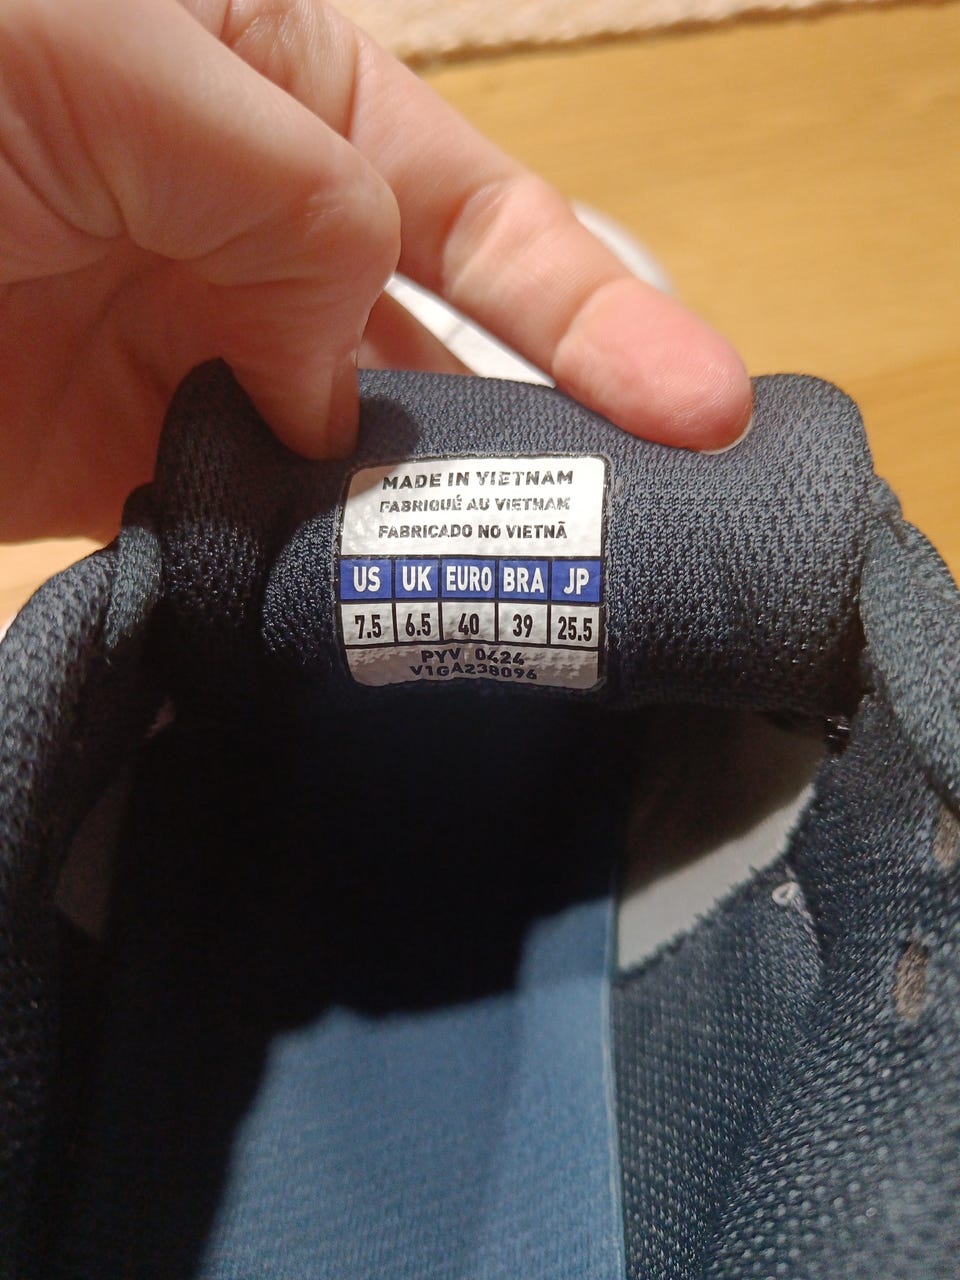 MADE IN VIETNAM
FABRIQUÉ AU VIETNAM
FABRICADO NO VIETNÃ
US UK EURO BRA JP
7.5 6.5 40 39 25.5
PYV 0424
V1GA238096